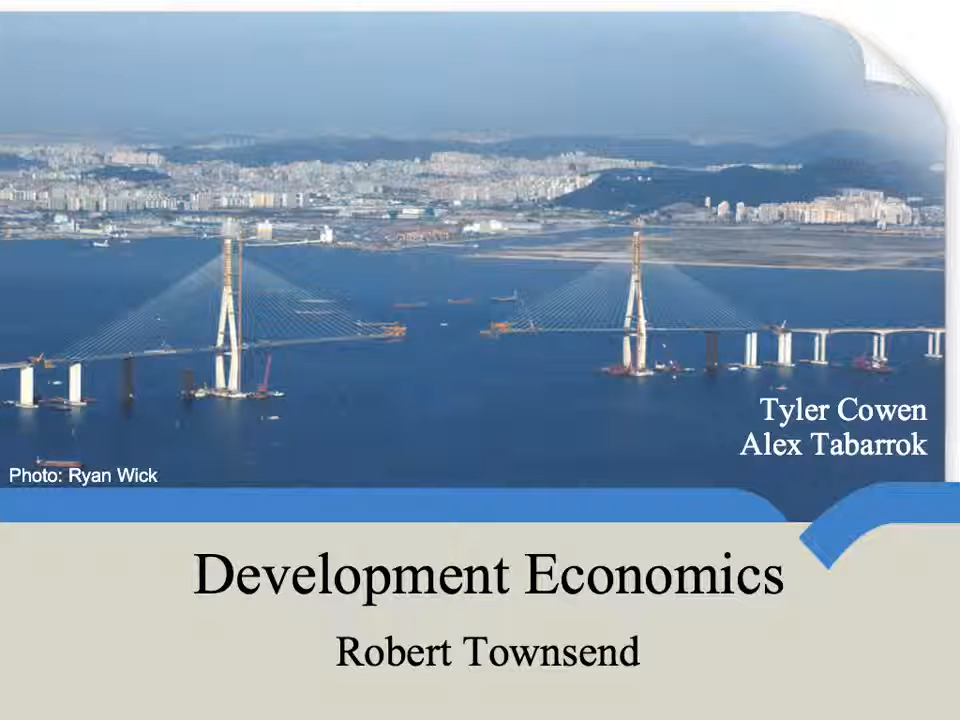 Tyler Cowen
Alex Tabarrok
Photo: Ryan Wick
Development Economics
Robert Townsend